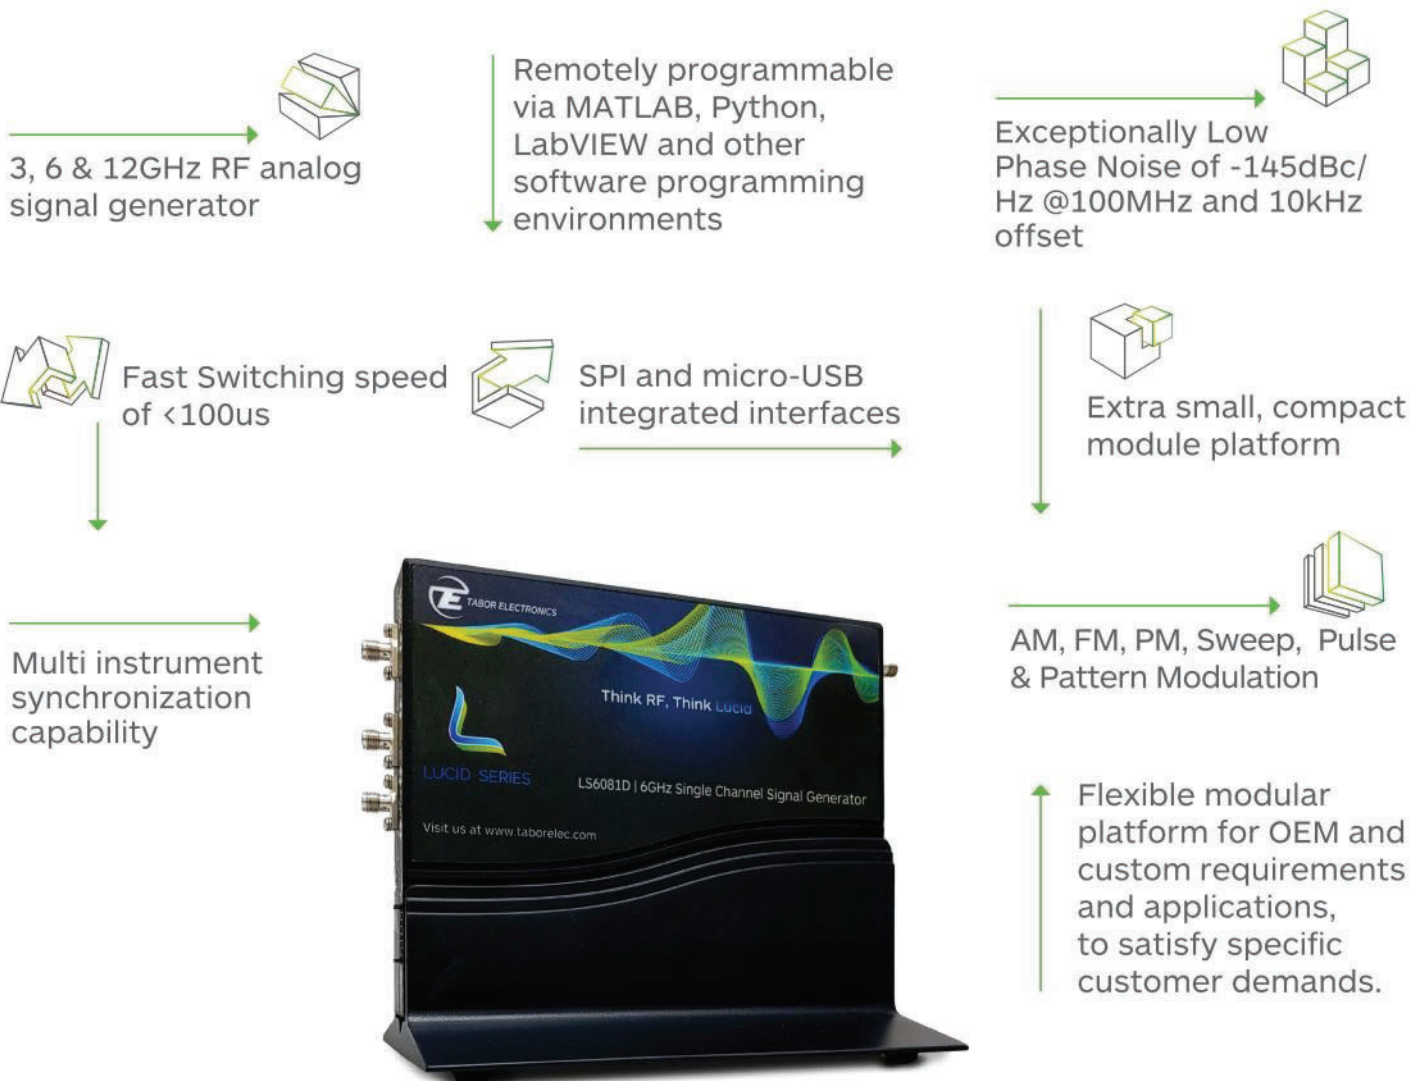 3, 6 & 12GHz RF analog
signal generator
Remotely programmable
via MATLAB, Python,
LabVIEW and other
software programming
environments
Exceptionally Low
Phase Noise of -145dBc/
Hz @100MHz and 10kHz
offset
Fast Switching speed
of <100us
SPI and micro-USB
integrated interfaces
Extra small, compact
module platform
Multi instrument
synchronization
capability
TE TABOR ELECTRONICS
Think RF, Think Lucid
LUCID SERIES
LS6081D | 6GHz Single Channel Signal Generator
Visit us at www.taborelec.com
AM, FM, PM, Sweep, Pulse
& Pattern Modulation
Flexible modular
platform for OEM and
custom requirements
and applications,
to satisfy specific
customer demands.